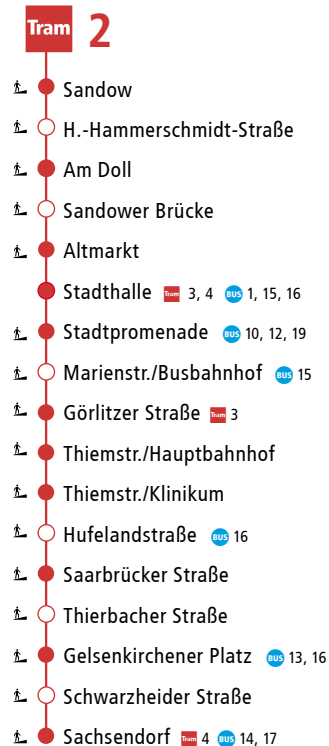 Tram 2
Sandow
H.-Hammerschmidt-Straße
Am Doll
Sandower Brücke
Altmarkt
Stadthalle Tram 3, 4 BUS 1, 15, 16
Stadtpromenade BUS 10, 12, 19
Marienstr./Busbahnhof BUS 15
Görlitzer Straße Tram 3
Thiemstr./Hauptbahnhof
Thiemstr./Klinikum
Hufelandstraße BUS 16
Saarbrücker Straße
Thierbacher Straße
Gelsenkirchener Platz BUS 13, 16
Schwarzheider Straße
Sachsendorf Tram 4 BUS 14, 17